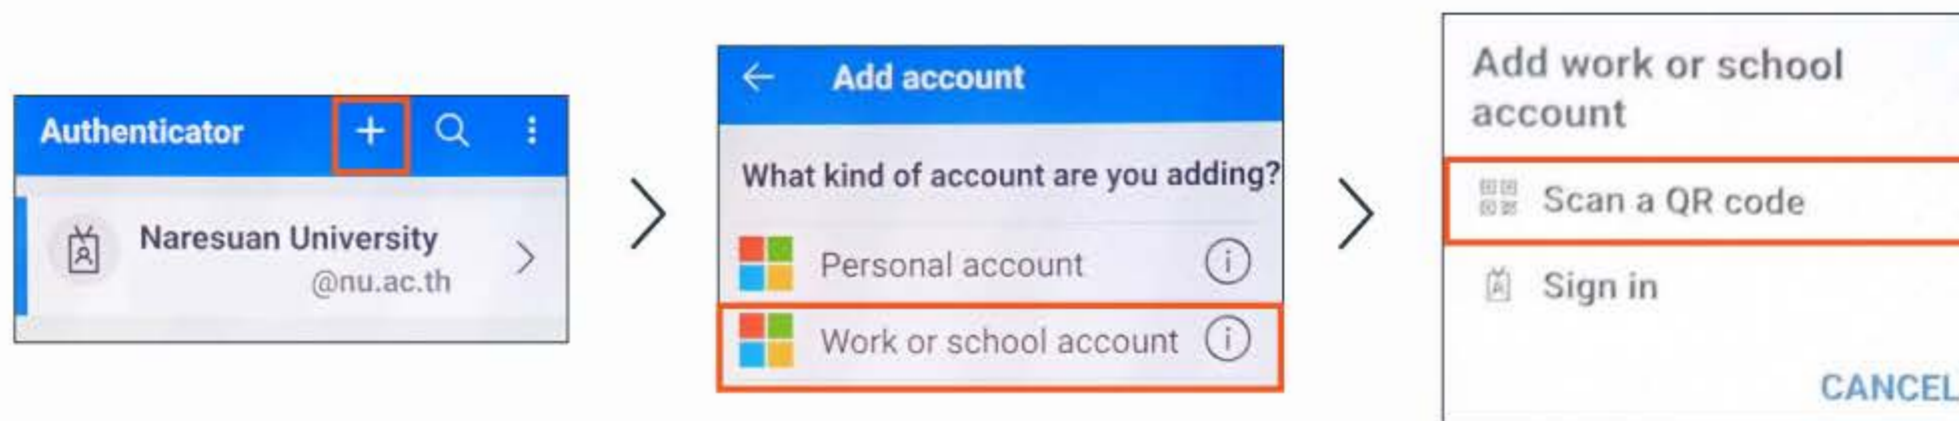 Authenticator
Naresuan University
@nu.ac.th
Add account
What kind of account are you adding?
Personal account
Work or school account
Add work or school
account
Scan a QR code
Sign in
CANCEL